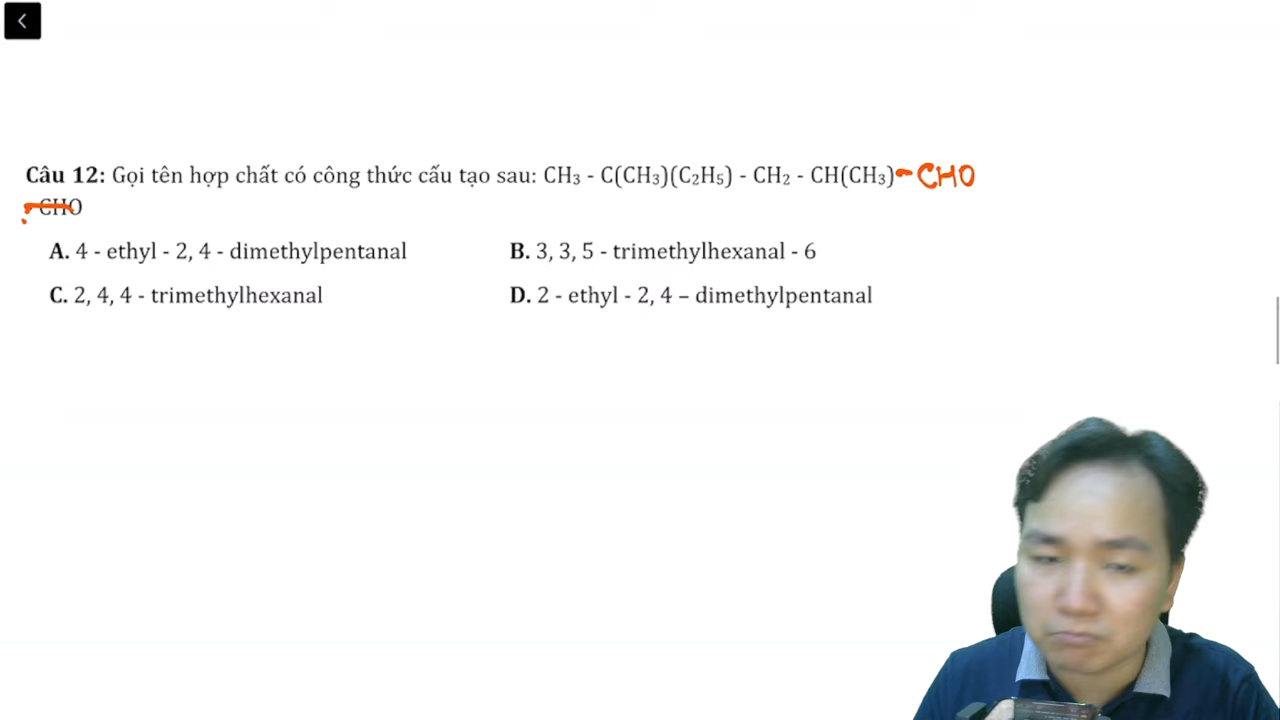 Câu 12: Gọi tên hợp chất có công thức cấu tạo sau: CH₃ - C(CH₃)(C₂H₅) - CH₂ - CH(CH₃) - CHO
- CHO
A. 4 - ethyl - 2, 4 - dimethylpentanal
B. 3, 3, 5 - trimethylhexanal - 6
C. 2, 4, 4 - trimethylhexanal
D. 2 - ethyl - 2, 4 – dimethylpentanal